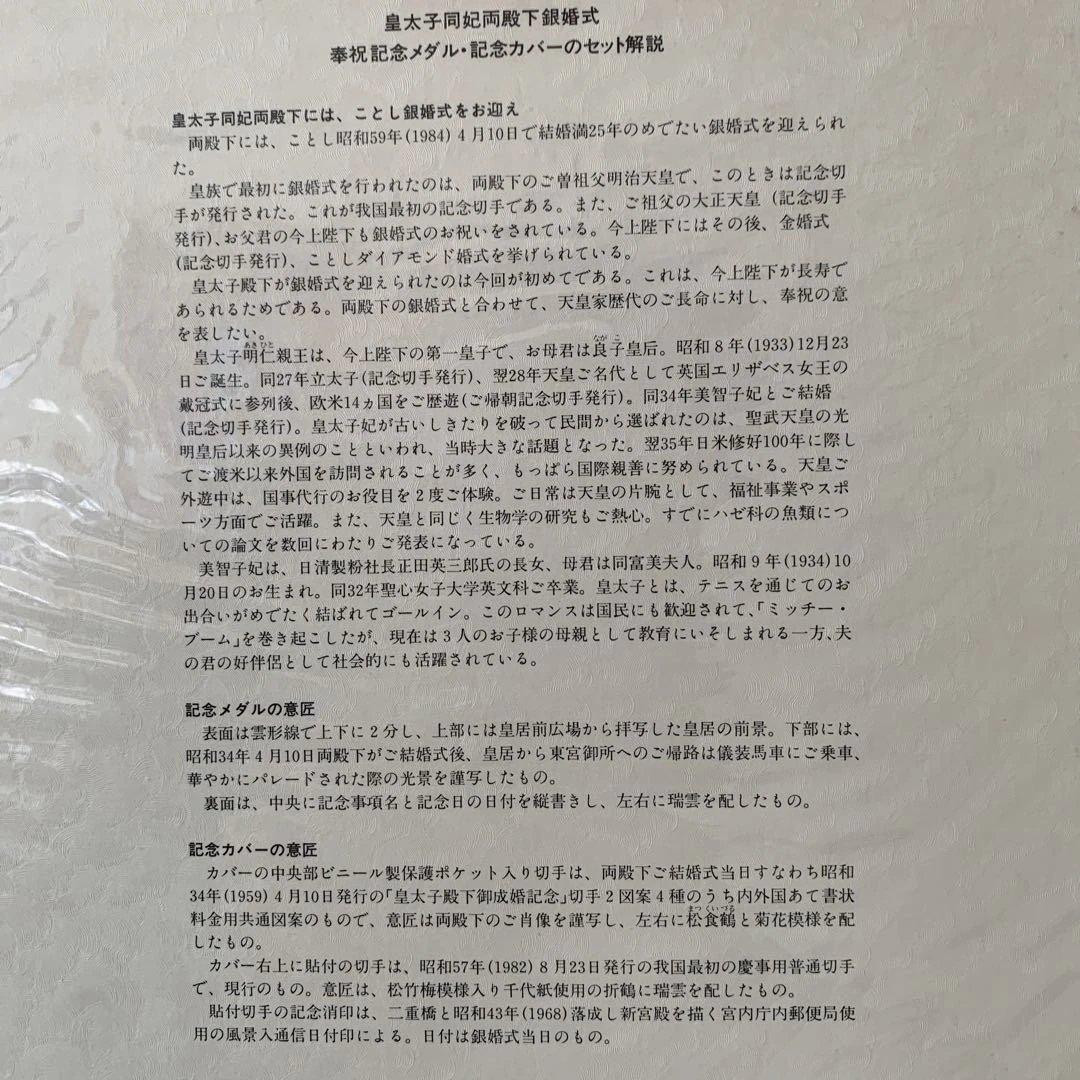 皇太子同妃両殿下銀婚式
奉祝記念メダル・記念カバーのセット解説
皇太子同妃両殿下には、ことし銀婚式をお迎え
両殿下には、ことし昭和59年(1984) 4月10日で結婚満25年のめでたい銀婚式を迎えられ
た。
皇族で最初に銀婚式を行われたのは、両殿下のご曽祖父明治天皇で、このときは記念切
手が発行された。これが我国最初の記念切手である。また、ご祖父の大正天皇(記念切手
発行)、お父君の今上陛下も銀婚式のお祝いをされている。今上陛下にはその後、金婚式
(記念切手発行)、ことしダイアモンド婚式を挙げられている。
皇太子殿下が銀婚式を迎えられたのは今回が初めてである。これは、今上陛下が長寿で
あられるためである。両殿下の銀婚式と合わせて、天皇家歴代のご長命に対し、奉祝の意
を表したい。
皇太子明仁親王は、今上陛下の第一皇子で、お母君は良子皇后。昭和8年(1933)12月23
日ご誕生。同27年立太子(記念切手発行)、翌28年天皇ご名代として英国エリザベス女王の
戴冠式に参列後、欧米14ヵ国をご歴遊(ご帰朝記念切手発行)。同34年美智子妃とご結婚
(記念切手発行)。皇太子妃が古いしきたりを破って民間から選ばれたのは、聖武天皇の光
明皇后以来の異例のことといわれ、当時大きな話題となった。翌35年日米修好100年に際し
てご渡米以来外国を訪問されることが多く、もっぱら国際親善に努められている。天皇ご
外遊中は、国事代行のお役目を2度ご体験。ご日常は天皇の片腕として、福祉事業やスポ
ーツ方面でご活躍。また、天皇と同じく生物学の研究もご熱心。すでにハゼ科の魚類につ
いての論文を数回にわたりご発表になっている。
美智子妃は、日清製粉社長正田英三郎氏の長女、母君は同富美夫人。昭和9年(1934)10
月20日のお生まれ。同32年聖心女子大学英文科ご卒業。皇太子とは、テニスを通じてのお
出合いがめでたく結ばれてゴールイン。このロマンスは国民にも歓迎されて、「ミッチー・
ブーム」を巻き起こしたが、現在は3人のお子様の母親として教育にいそしまれる一方、夫
の君の好伴侶として社会的にも活躍されている。
記念メダルの意匠
表面は雲形線で上下に2分し、上部には皇居前広場から拝写した皇居の前景。下部には、
昭和34年4月10日両殿下がご結婚式後、皇居から東宮御所へのご帰路は儀装馬車にご乗車、
華やかにパレードされた際の光景を謹写したもの。
裏面は、中央に記念事項名と記念日の日付を縦書きし、左右に瑞雲を配したもの。
記念カバーの意匠
カバーの中央部ビニール製保護ポケット入り切手は、両殿下ご結婚式当日すなわち昭和
34年(1959) 4月10日発行の「皇太子殿下御成婚記念」切手2図案4種のうち内外国あて書状
料金用共通図案のもので、意匠は両殿下のご肖像を謹写し、左右に松食鶴と菊花模様を配
したもの。
カバー右上に貼付の切手は、昭和57年(1982) 8月23日発行の我国最初の慶事用普通切手
で、現行のもの。意匠は、松竹梅模様入り千代紙使用の折鶴に瑞雲を配したもの。
貼付切手の記念消印は、二重橋と昭和43年(1968)落成し新宮殿を描く宮内庁内郵便局使
用の風景入通信日付印による。日付は銀婚式当日のもの。